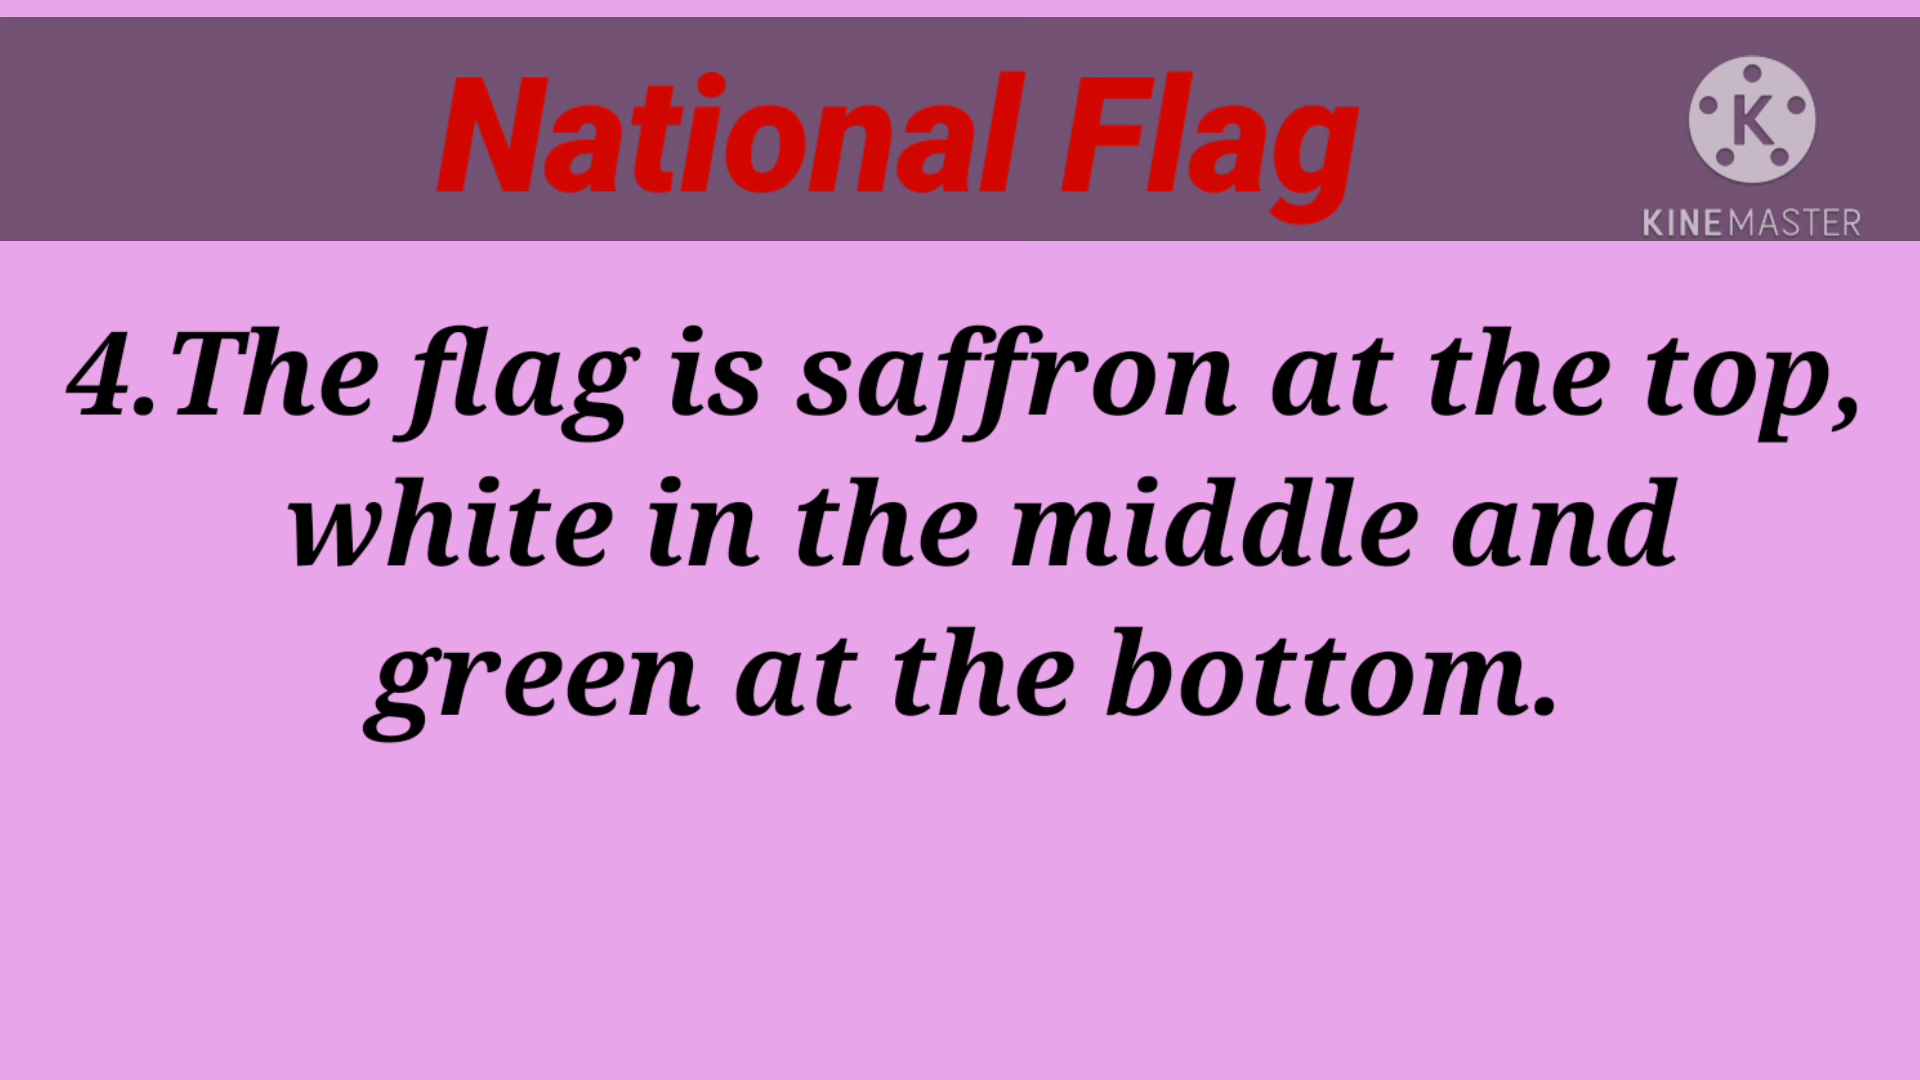 National Flag
K
KINEMASTER
4.The flag is saffron at the top,
white in the middle and
green at the bottom.